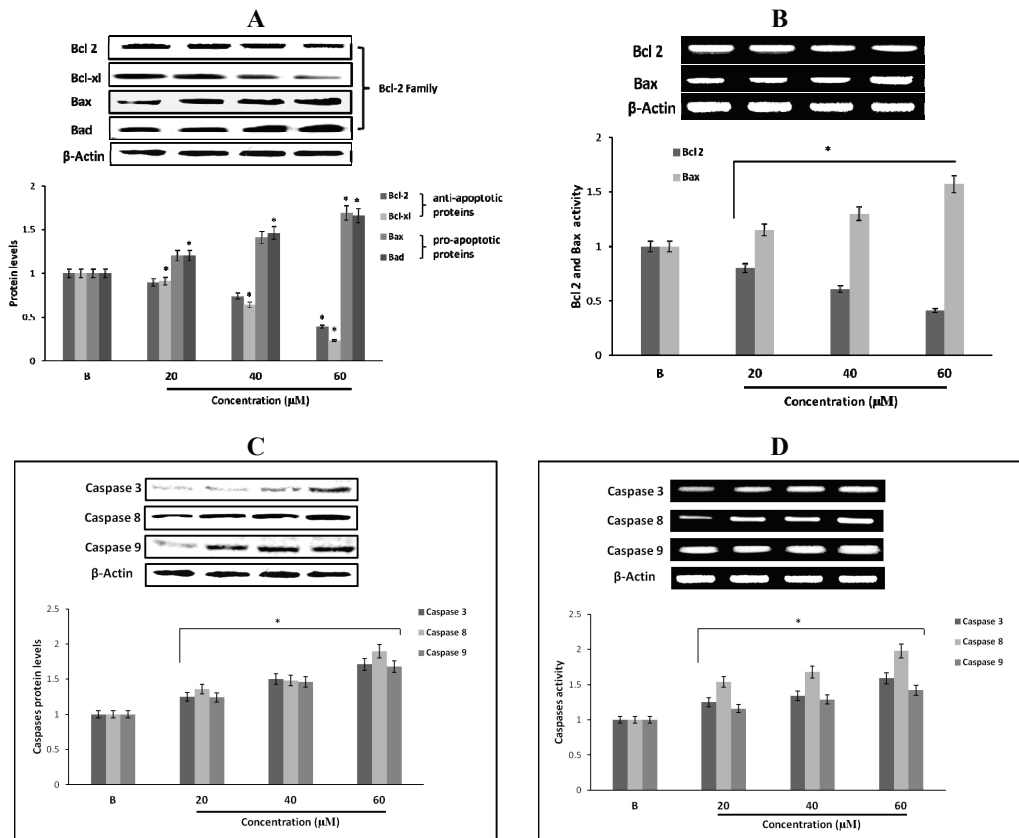 A
Bcl 2
Bcl-xl
Bax
Bad
β-Actin
Bcl-2 Family
Protein levels
2
1.5
1
0.5
0
* * * * * * * * *
B 20 40 60
Concentration (μM)
Bcl-2
Bcl-xl
anti-apoptotic
proteins
Bax
Bad
pro-apoptotic
proteins
B
Bcl 2
Bax
β-Actin
Bcl 2 and Bax activity
2
1.5
1
0.5
0
Bcl 2
Bax
*
B 20 40 60
Concentration (μM)
C
Caspase 3
Caspase 8
Caspase 9
β-Actin
Caspases protein levels
2.5
2
1.5
1
0.5
0
*
Caspase 3
Caspase 8
Caspase 9
B 20 40 60
Concentration (μM)
D
Caspase 3
Caspase 8
Caspase 9
β-Actin
Caspases activity
2.5
2
1.5
1
0.5
0
*
Caspase 3
Caspase 8
Caspase 9
B 20 40 60
Concentration (μM)